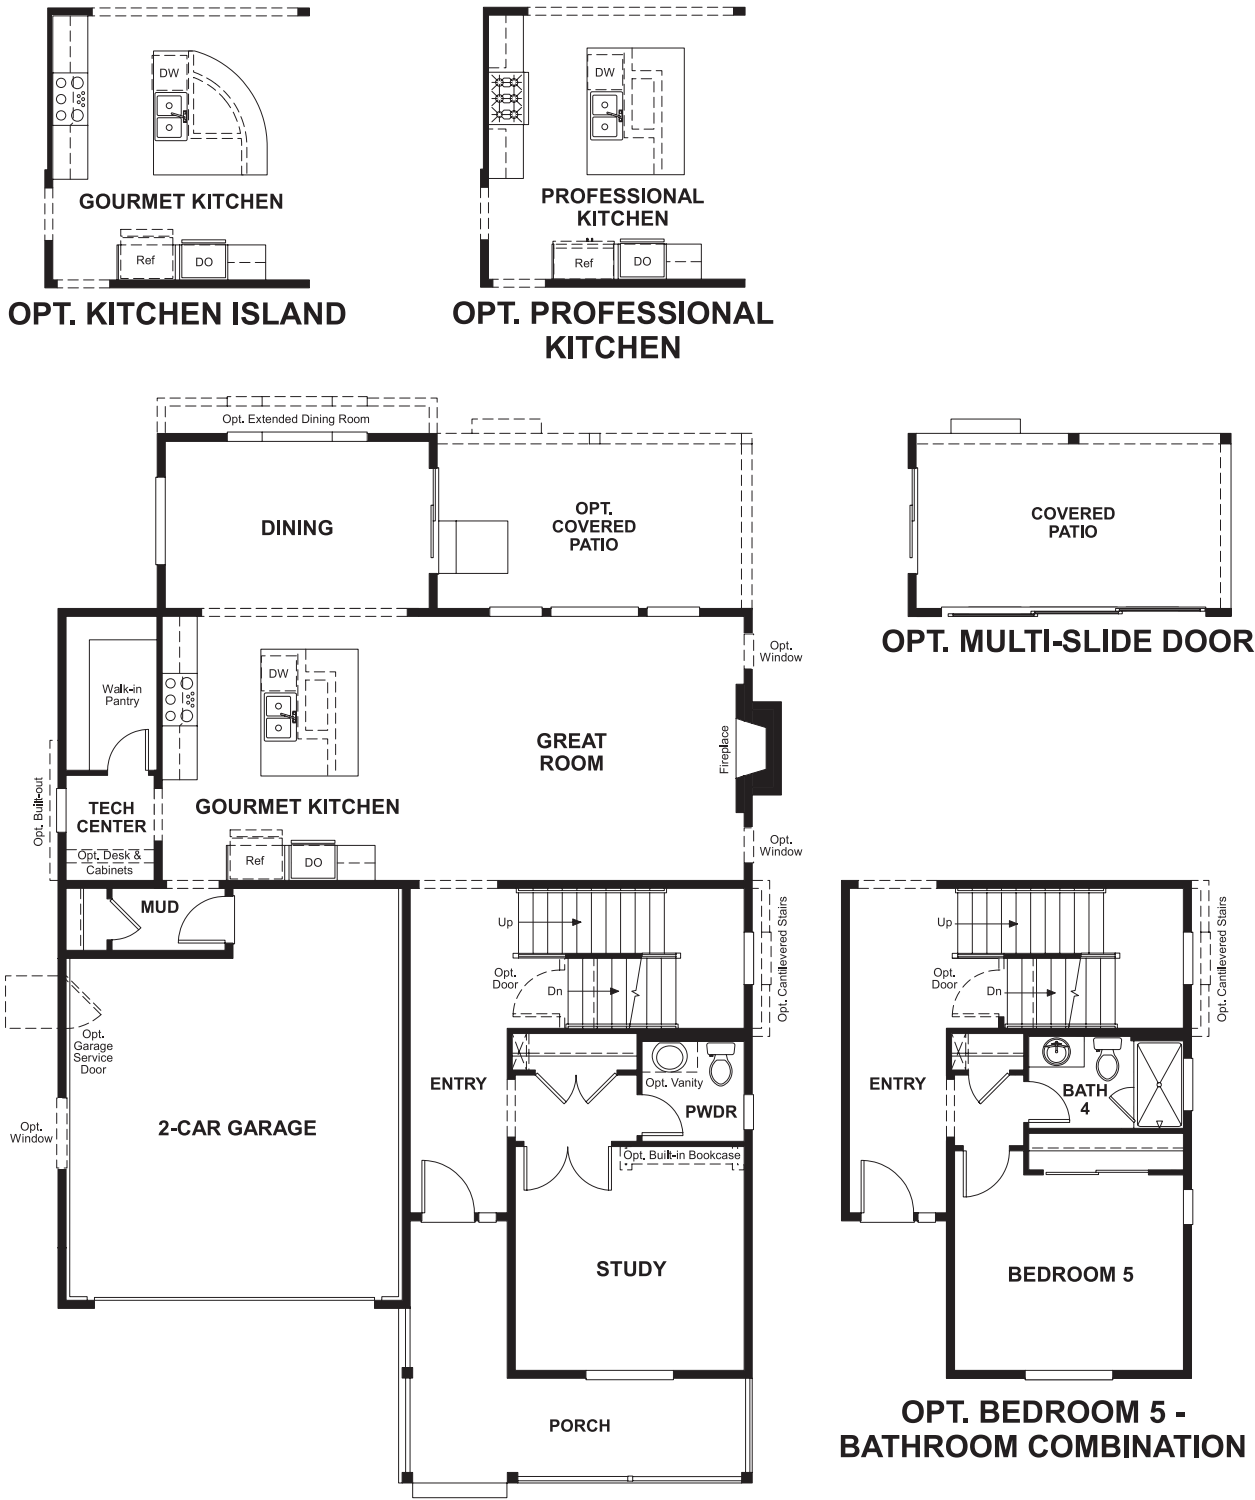 DW
GOURMET KITCHEN
Ref
DO
OPT. KITCHEN ISLAND
DW
PROFESSIONAL
KITCHEN
Ref
DO
OPT. PROFESSIONAL
KITCHEN
Opt. Extended Dining Room
DINING
OPT.
COVERED
PATIO
COVERED
PATIO
OPT. MULTI-SLIDE DOOR
Opt.
Window
Walk-in
Pantry
DW
GREAT
ROOM
Fireplace
Opt. Built-out
TECH
CENTER
GOURMET KITCHEN
Opt.
Window
Opt. Desk &
Cabinets
Ref
DO
MUD
Up
Opt.
Door
Dn
Opt. Cantilevered Stairs
Opt.
Garage
Service
Door
ENTRY
Opt. Vanity
PWDR
Opt.
Window
2-CAR GARAGE
Opt. Built-in Bookcase
STUDY
PORCH
Up
Opt.
Door
Dn
Opt. Cantilevered Stairs
ENTRY
BATH
4
BEDROOM 5
OPT. BEDROOM 5 -
BATHROOM COMBINATION